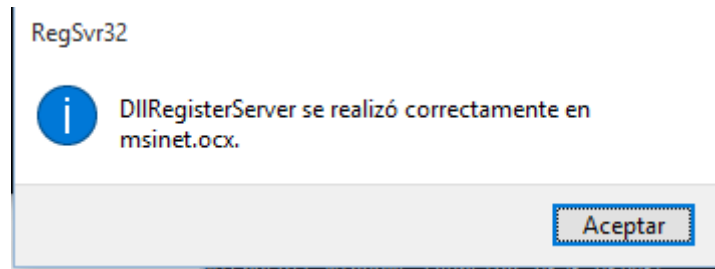 RegSvr32
DllRegisterServer se realizó correctamente en
msinet.ocx.
Aceptar